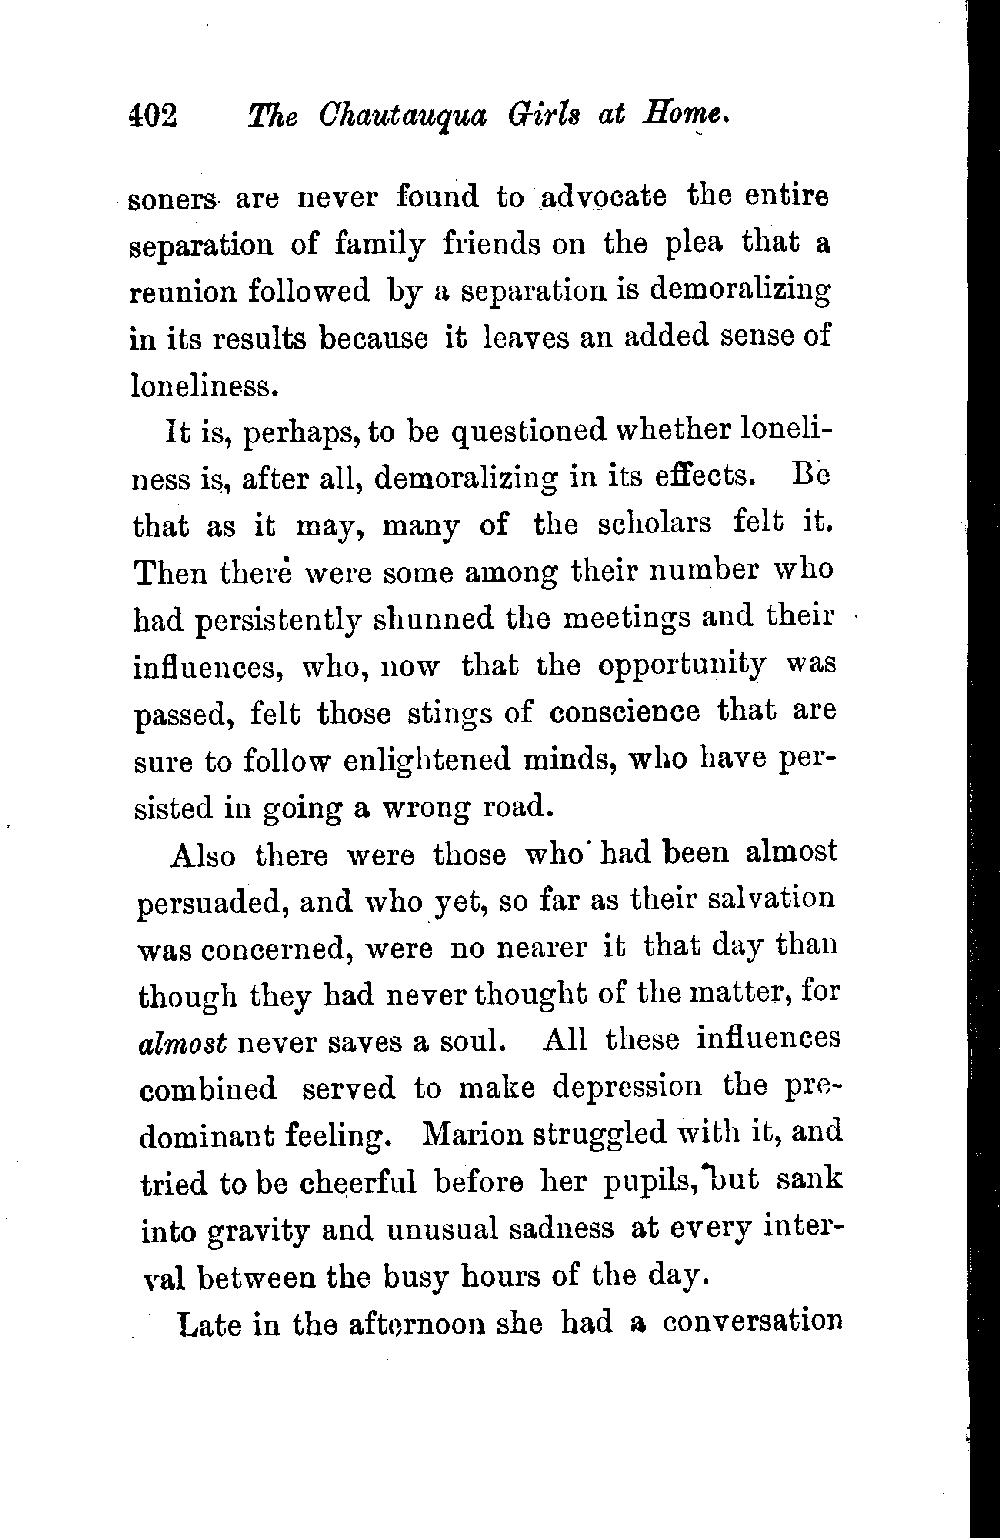 402 The Chautauqua Girls at Home.
soners are never found to advocate the entire
separation of family friends on the plea that a
reunion followed by a separation is demoralizing
in its results because it leaves an added sense of
loneliness.
It is, perhaps, to be questioned whether loneli-
ness is, after all, demoralizing in its effects. Be
that as it may, many of the scholars felt it.
Then there were some among their number who
had persistently shunned the meetings and their
influences, who, now that the opportunity was
passed, felt those stings of conscience that are
sure to follow enlightened minds, who have per-
sisted in going a wrong road.
Also there were those who had been almost
persuaded, and who yet, so far as their salvation
was concerned, were no nearer it that day than
though they had never thought of the matter, for
almost never saves a soul. All these influences
combined served to make depression the pre-
dominant feeling. Marion struggled with it, and
tried to be cheerful before her pupils, but sank
into gravity and unusual sadness at every inter-
val between the busy hours of the day.
Late in the afternoon she had a conversation